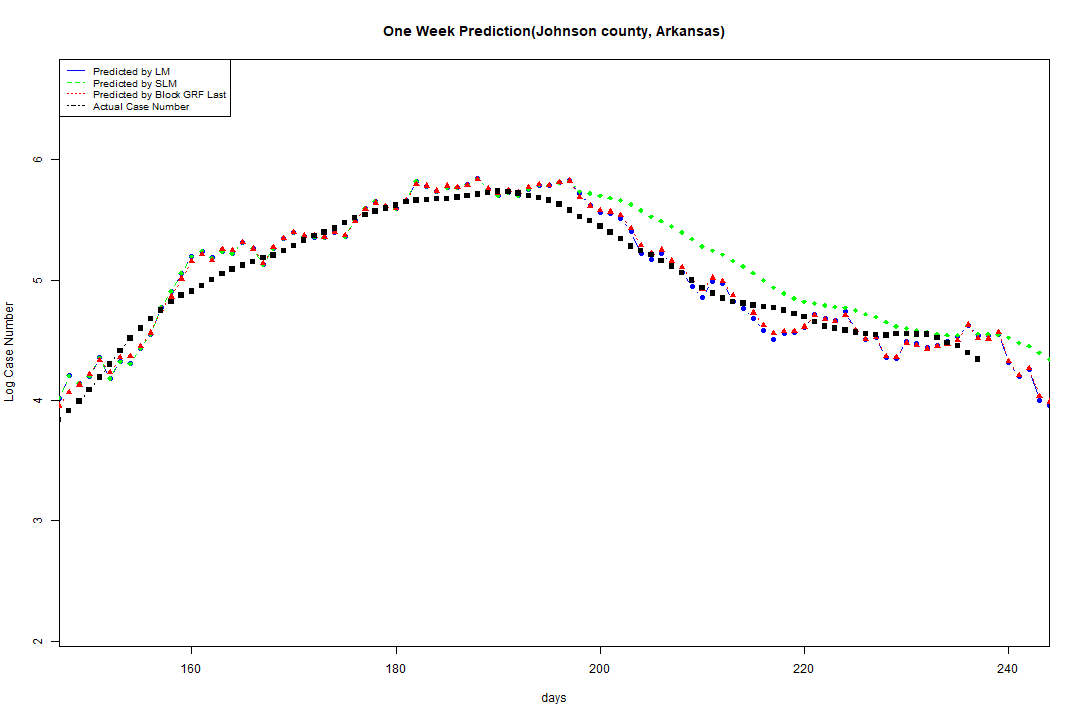 One Week Prediction(Johnson county, Arkansas)
Predicted by LM
Predicted by SLM
Predicted by Block GRF Last
Actual Case Number
6
5
4
3
2
Log Case Number
160 180 200 220 240
days